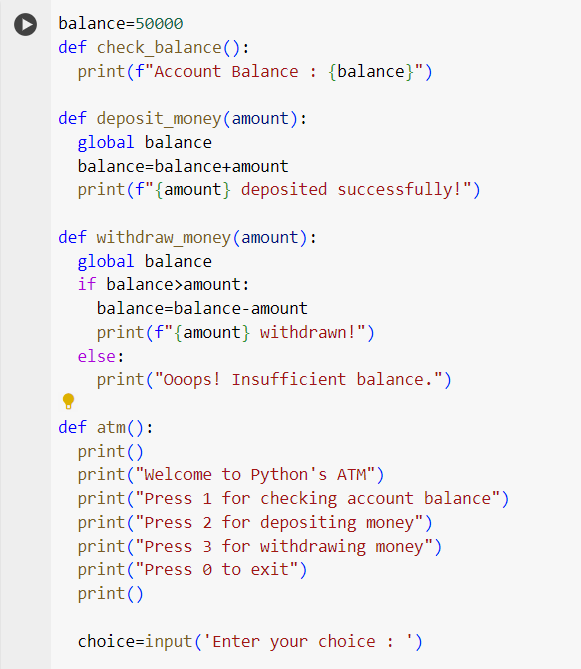 balance=50000
def check_balance():
  print(f"Account Balance : {balance}")

def deposit_money(amount):
  global balance
  balance=balance+amount
  print(f"{amount} deposited successfully!")

def withdraw_money(amount):
  global balance
  if balance>amount:
    balance=balance-amount
    print(f"{amount} withdrawn!")
  else:
    print("Ooops! Insufficient balance.")

def atm():
  print()
  print("Welcome to Python's ATM")
  print("Press 1 for checking account balance")
  print("Press 2 for depositing money")
  print("Press 3 for withdrawing money")
  print("Press 0 to exit")
  print()

  choice=input('Enter your choice : ')